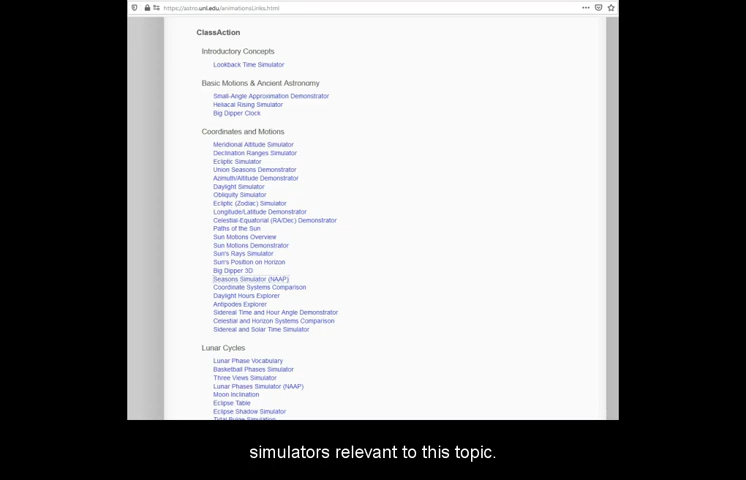 https://astro.unl.edu/animationsLinks.html
ClassAction
Introductory Concepts
Lookback Time Simulator
Basic Motions & Ancient Astronomy
Small-Angle Approximation Demonstrator
Heliacal Rising Simulator
Big Dipper Clock
Coordinates and Motions
Meridional Altitude Simulator
Declination Ranges Simulator
Ecliptic Simulator
Union Seasons Demonstrator
Azimuth/Altitude Demonstrator
Daylight Simulator
Obliquity Simulator
Ecliptic (Zodiac) Simulator
Longitude/Latitude Demonstrator
Celestial-Equatorial (RA/Dec) Demonstrator
Paths of the Sun
Sun Motions Overview
Sun Motions Demonstrator
Sun's Rays Simulator
Sun's Position on Horizon
Big Dipper 3D
Seasons Simulator (NAAP)
Coordinate Systems Comparison
Daylight Hours Explorer
Antipodes Explorer
Sidereal Time and Hour Angle Demonstrator
Celestial and Horizon Systems Comparison
Sidereal and Solar Time Simulator
Lunar Cycles
Lunar Phase Vocabulary
Basketball Phases Simulator
Three Views Simulator
Lunar Phases Simulator (NAAP)
Moon Inclination
Eclipse Table
Eclipse Shadow Simulator
simulators relevant to this topic.